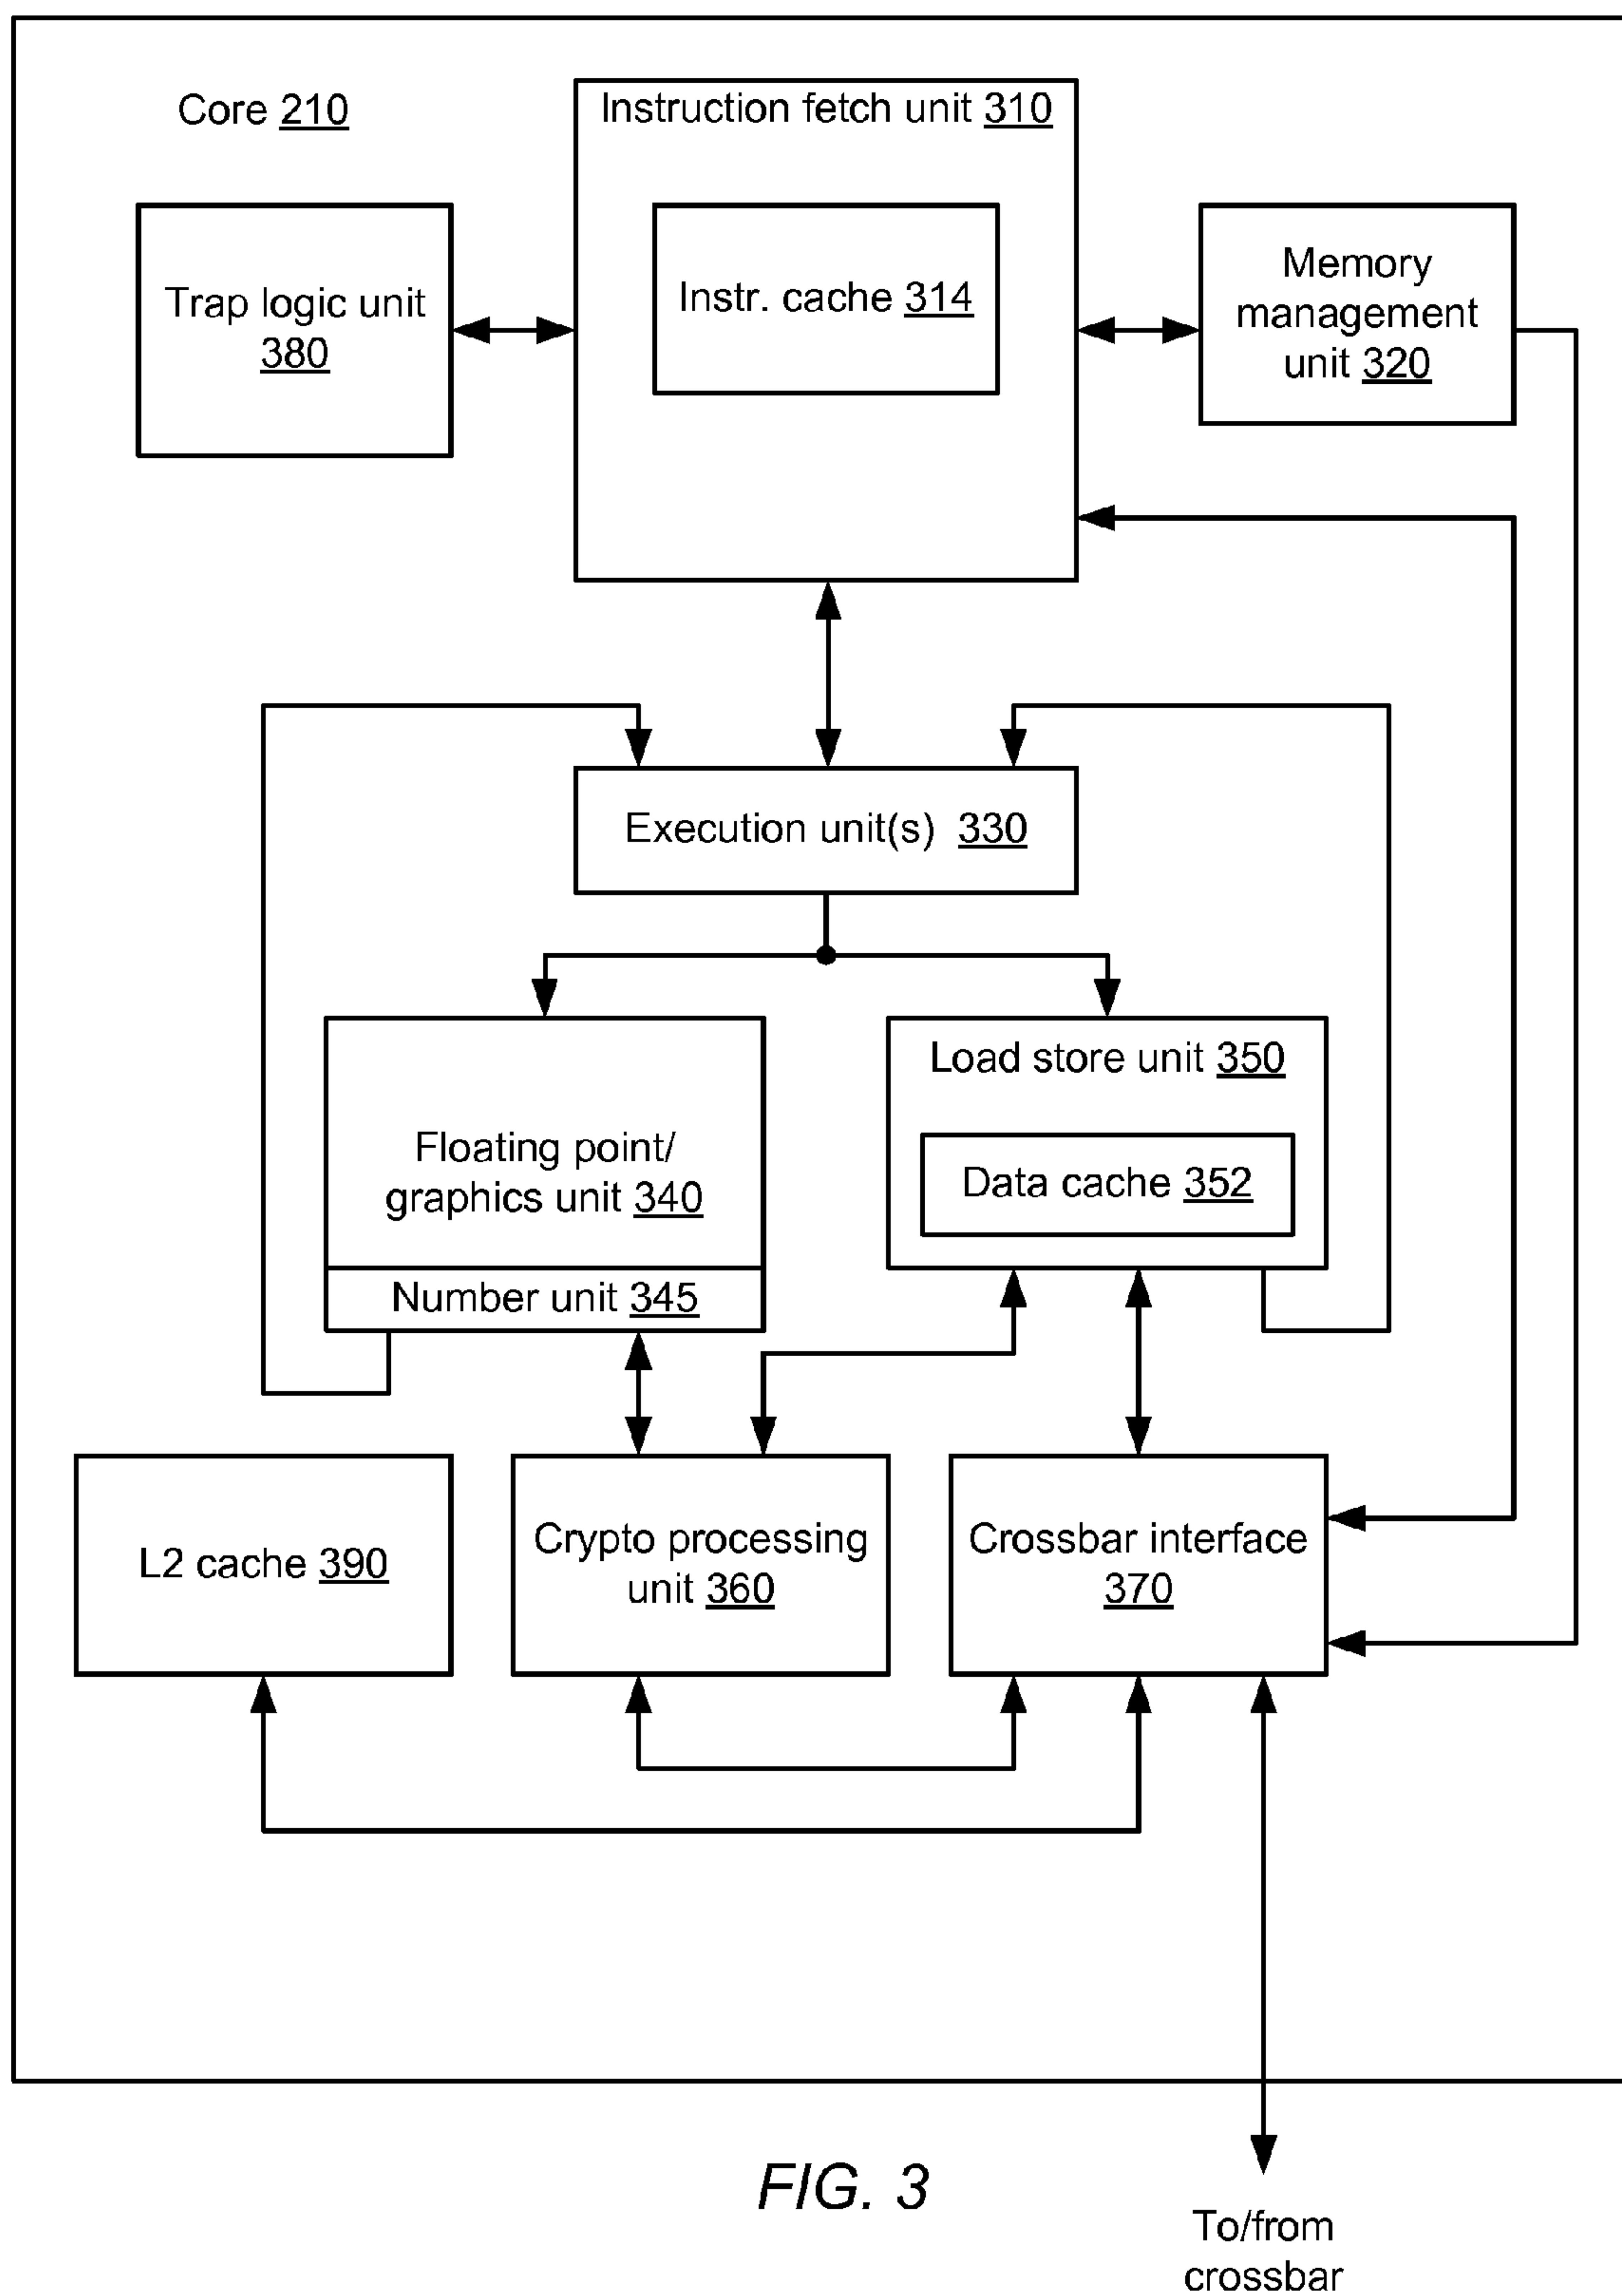 Core 210
Instruction fetch unit 310
Instr. cache 314
Trap logic unit
380
Memory
management
unit 320
Execution unit(s) 330
Floating point/
graphics unit 340
Number unit 345
Load store unit 350
Data cache 352
L2 cache 390
Crypto processing
unit 360
Crossbar interface
370
FIG. 3
To/from
crossbar